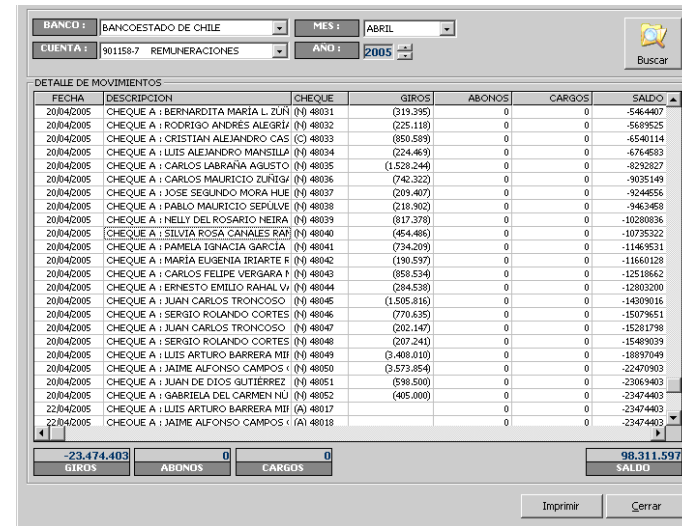 BANCO : BANCOESTADO DE CHILE MES : ABRIL
CUENTA : 901158-7 REMUNERACIONES AÑO : 2005
Buscar
DETALLE DE MOVIMIENTOS
FECHA DESCRIPCION CHEQUE GIROS ABONOS CARGOS SALDO
20/04/2005 CHEQUE A : BERNARDITA MARÍA L. ZÚÑ (N) 48031 (319.395) 0 0 -5464407
20/04/2005 CHEQUE A : RODRIGO ANDRÉS ALEGRÍA (N) 48032 (225.118) 0 0 -5689525
20/04/2005 CHEQUE A : CRISTIAN ALEJANDRO CAS (C) 48033 (850.589) 0 0 -6540114
20/04/2005 CHEQUE A : LUIS ALEJANDRO MANSILLA (N) 48034 (224.469) 0 0 -6764583
20/04/2005 CHEQUE A : CARLOS LABRAÑA AGUSTO (N) 48035 (1.528.244) 0 0 -8292827
20/04/2005 CHEQUE A : CARLOS MAURICIO ZUÑIGA (N) 48036 (742.322) 0 0 -9035149
20/04/2005 CHEQUE A : JOSE SEGUNDO MORA HUE (N) 48037 (209.407) 0 0 -9244556
20/04/2005 CHEQUE A : PABLO MAURICIO SEPÚLVE (N) 48038 (218.902) 0 0 -9463458
20/04/2005 CHEQUE A : NELLY DEL ROSARIO NEIRA (N) 48039 (817.378) 0 0 -10280836
20/04/2005 CHEQUE A : SILVIA ROSA CANALES RAM (N) 48040 (454.486) 0 0 -10735322
20/04/2005 CHEQUE A : PAMELA IGNACIA GARCÍA (N) 48041 (734.209) 0 0 -11469531
20/04/2005 CHEQUE A : MARÍA EUGENIA IRIARTE R (N) 48042 (190.597) 0 0 -11660128
20/04/2005 CHEQUE A : CARLOS FELIPE VERGARA (N) 48043 (858.534) 0 0 -12518662
20/04/2005 CHEQUE A : ERNESTO EMILIO RAHAL VA (N) 48044 (284.538) 0 0 -12803200
20/04/2005 CHEQUE A : JUAN CARLOS TRONCOSO (N) 48045 (1.505.816) 0 0 -14309016
20/04/2005 CHEQUE A : SERGIO ROLANDO CORTES (N) 48046 (770.635) 0 0 -15079651
20/04/2005 CHEQUE A : JUAN CARLOS TRONCOSO (N) 48047 (202.147) 0 0 -15281798
20/04/2005 CHEQUE A : SERGIO ROLANDO CORTES (N) 48048 (207.241) 0 0 -15489039
20/04/2005 CHEQUE A : LUIS ARTURO BARRERA MIR (N) 48049 (3.408.010) 0 0 -18897049
20/04/2005 CHEQUE A : JAIME ALFONSO CAMPOS (N) 48050 (3.573.854) 0 0 -22470903
20/04/2005 CHEQUE A : JUAN DE DIOS GUTIÉRREZ (N) 48051 (598.500) 0 0 -23069403
20/04/2005 CHEQUE A : GABRIELA DEL CARMEN NÚ (N) 48052 (405.000) 0 0 -23474403
22/04/2005 CHEQUE A : LUIS ARTURO BARRERA MIR (A) 48017 0 0 -23474403
22/04/2005 CHEQUE A : JAIME ALFONSO CAMPOS (A) 48018 0 0 -23474403
-23.474.403 0 0 98.311.597
GIROS ABONOS CARGOS SALDO
Imprimir Cerrar